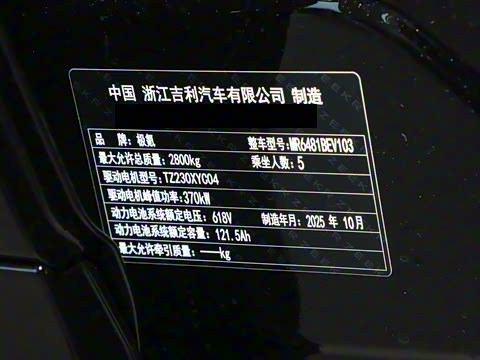 中国 浙江吉利汽车有限公司 制造
品 牌:极氪 整车型号:MR6481BEV103
最大允许总质量:2800kg 乘坐人数:5
驱动电机型号:TZ230XYC04
驱动电机峰值功率:370kW
动力电池系统额定电压:618V 制造年月:2025 年 10月
动力电池系统额定容量:121.5Ah
最大允许牵引质量:——kg